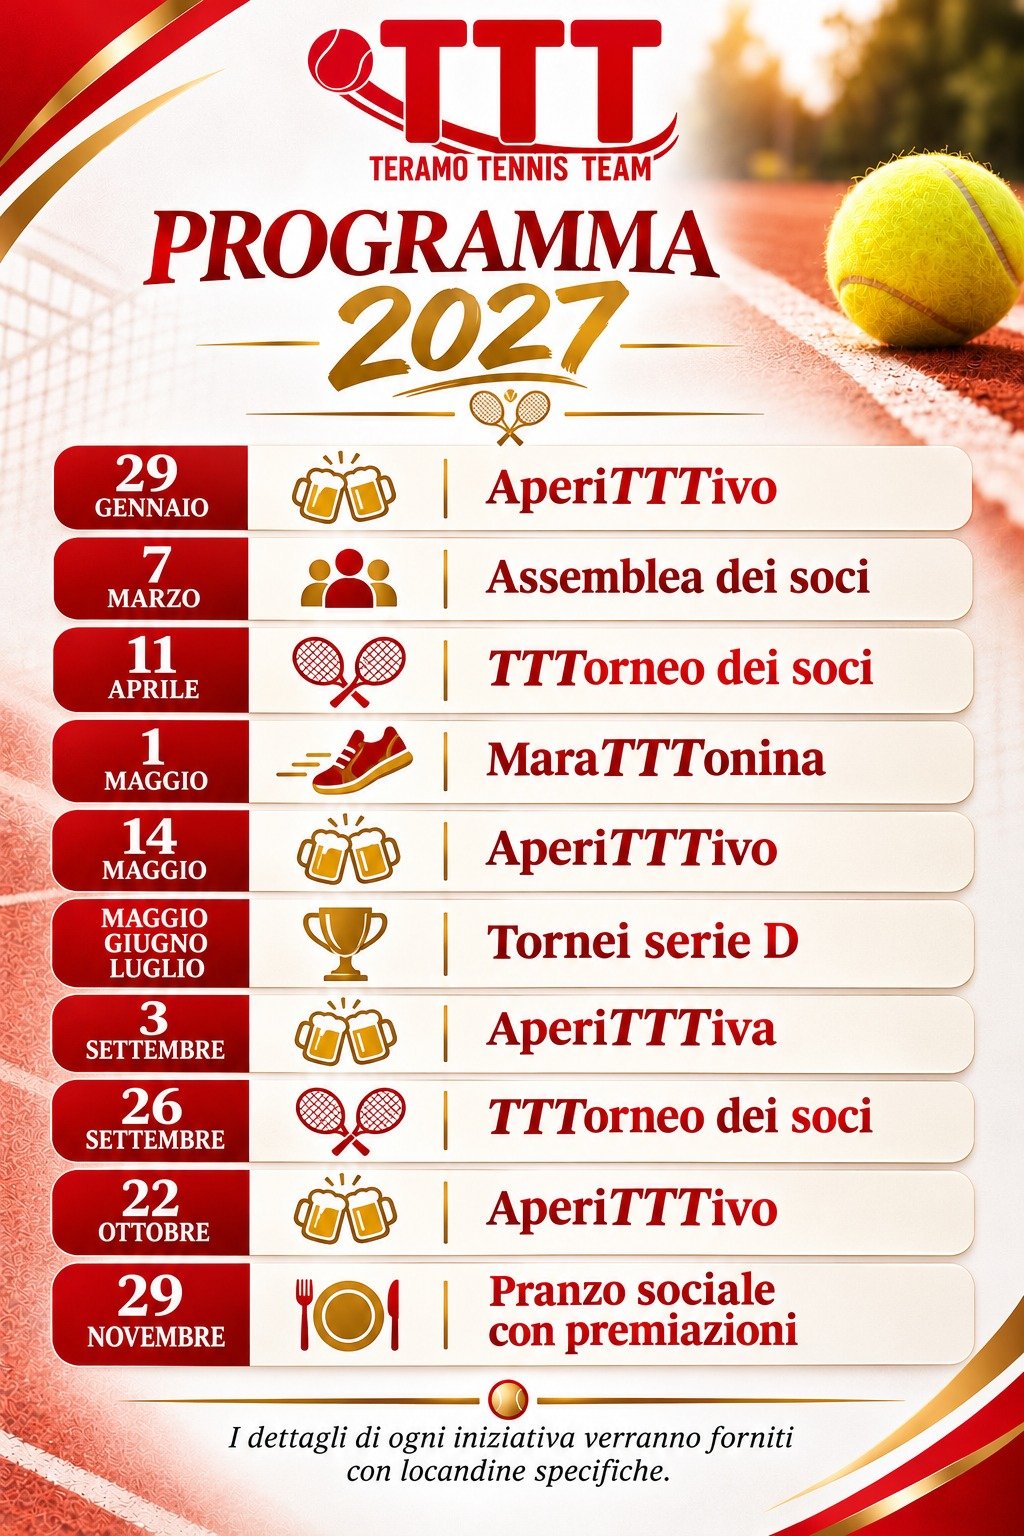 TTT
TERAMO TENNIS TEAM
PROGRAMMA
2027
29
GENNAIO
AperiTTTivo
7
MARZO
Assemblea dei soci
11
APRILE
TTTorneo dei soci
1
MAGGIO
MaraTTTonina
14
MAGGIO
AperiTTTivo
MAGGIO
GIUGNO
LUGLIO
Tornei serie D
3
SETTEMBRE
AperiTTTiva
26
SETTEMBRE
TTTorneo dei soci
22
OTTOBRE
AperiTTTivo
29
NOVEMBRE
Pranzo sociale
con premiazioni
I dettagli di ogni iniziativa verranno forniti
con locandine specifiche.